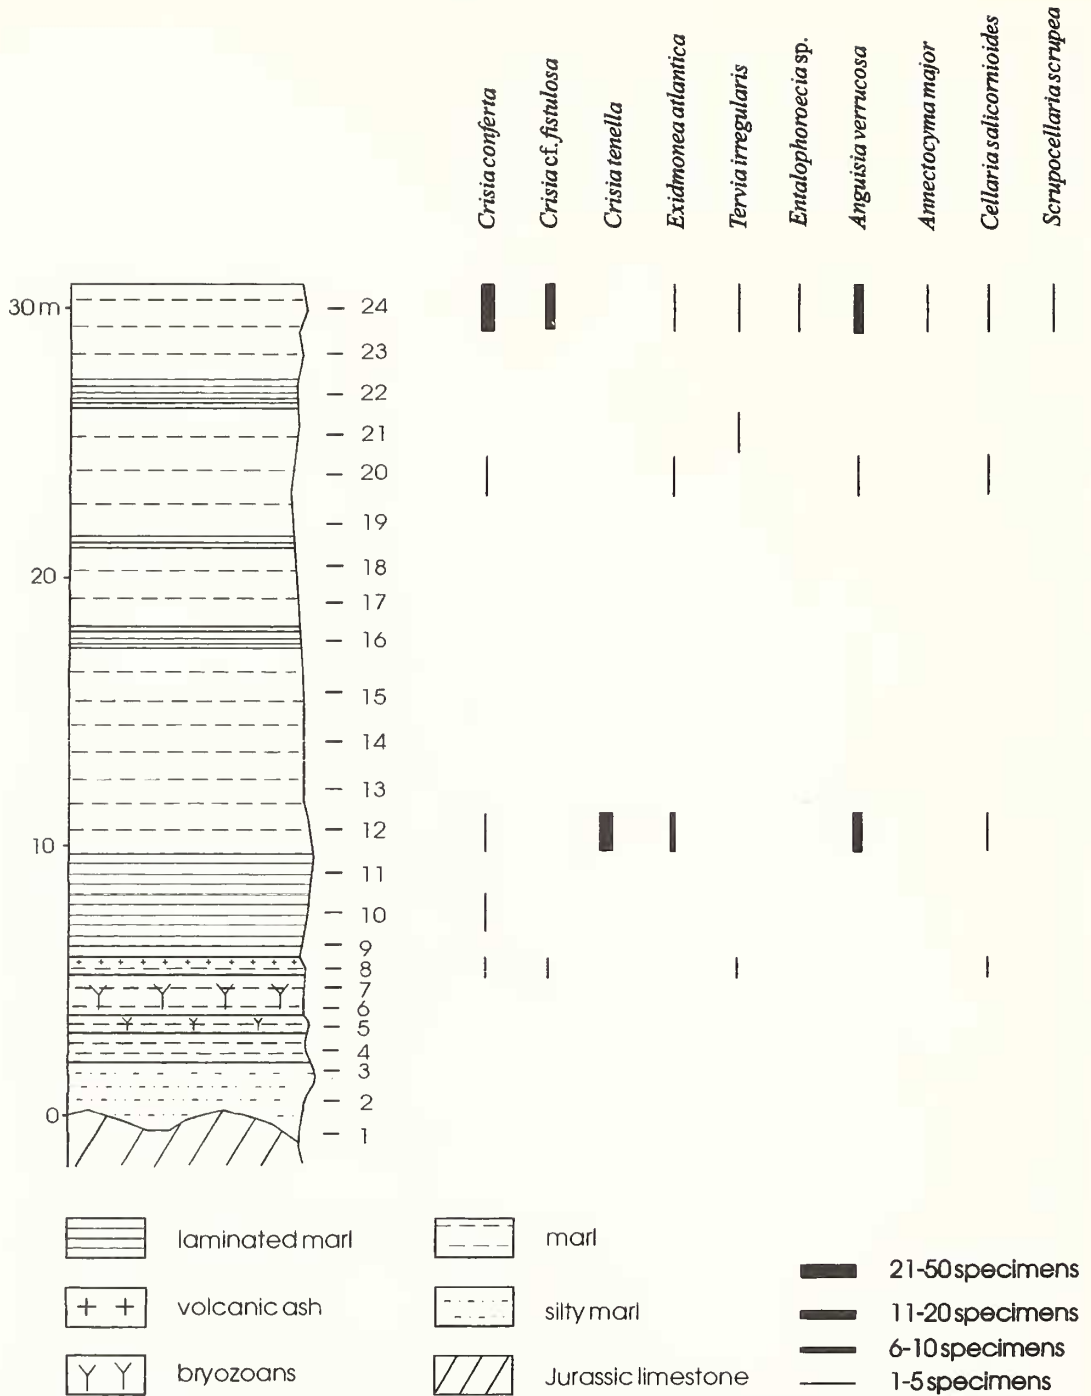 Crisia conferta
Crisia cf. fistulosa
Crisia tenella
Exidmonea atlantica
Tervia irregularis
Entalophoroecia sp.
Anguisia verrucosa
Annectocyma major
Cellaria salicornioides
Scrupocellaria scrupea
30 m
24
23
22
21
20
19
20
18
17
16
15
14
13
12
10
11
10
9
8
7
6
5
4
3
2
0
1
laminated marl
marl
volcanic ash
silty marl
bryozoans
Jurassic limestone
21-50 specimens
11-20 specimens
6-10 specimens
1-5 specimens